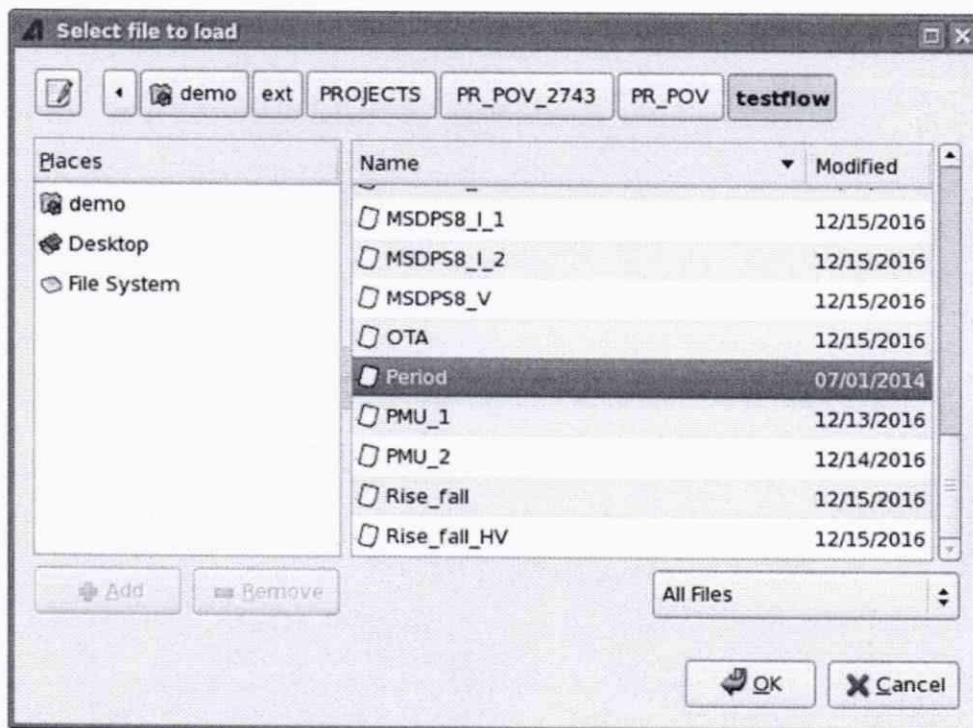 Select file to load
demo ext PROJECTS PR_POV_2743 PR_POV testflow
Places
demo
Desktop
File System
Name Modified
MSDPS8_I_1 12/15/2016
MSDPS8_I_2 12/15/2016
MSDPS8_V 12/15/2016
OTA 12/15/2016
Period 07/01/2014
PMU_1 12/13/2016
PMU_2 12/14/2016
Rise_fall 12/15/2016
Rise_fall_HV 12/15/2016
Add Remove
All Files
OK Cancel